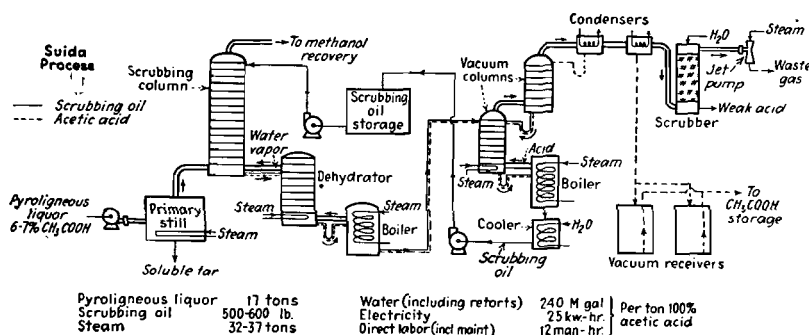 Suida
Process
Scrubbing oil
Acetic acid
To methanol
recovery
Scrubbing
column
Water
vapor
Scrubbing
oil
storage
Dehydrator
Pyroligneous
liquor
6-7% CH₃COOH
Primary
still
Steam
Soluble tar
Steam
Steam
Boiler
Vacuum
columns
Condensers
H₂O
Steam
Jet
pump
Waste
gas
Weak acid
Scrubber
Acid
Steam
Steam
Boiler
Cooler
H₂O
Scrubbing
oil
To
CH₃COOH
storage
Vacuum receivers
Pyroligneous liquor 17 tons
Scrubbing oil 500-600 lb.
Steam 32-37 tons
Water (including retorts) 240 M gal
Electricity 25 kw.-hr.
Direct labor (incl maint) 12 man-hr.
Per ton 100%
acetic acid